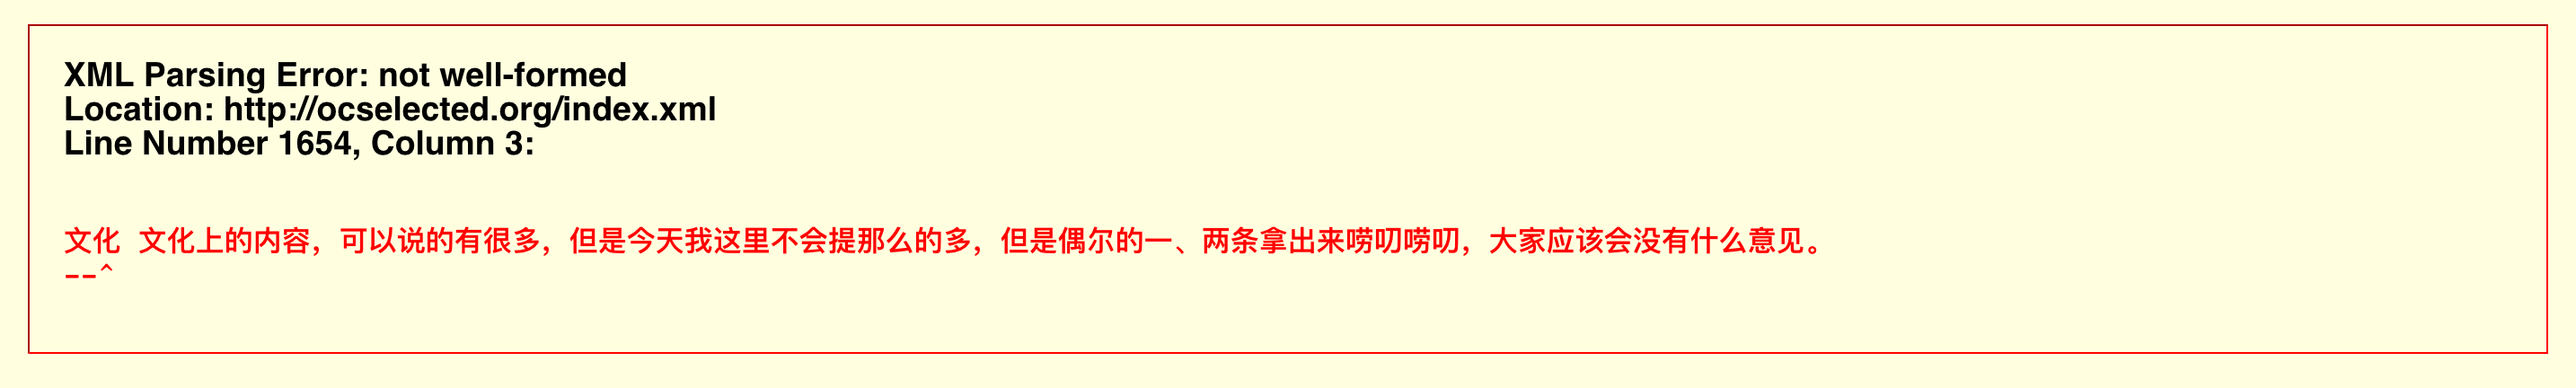 XML Parsing Error: not well-formed
Location: http://ocselected.org/index.xml
Line Number 1654, Column 3:
文化 文化上的内容，可以说的有很多，但是今天我这里不会提那么的多，但是偶尔的一、两条拿出来唠叨唠叨，大家应该会没有什么意见。
--^